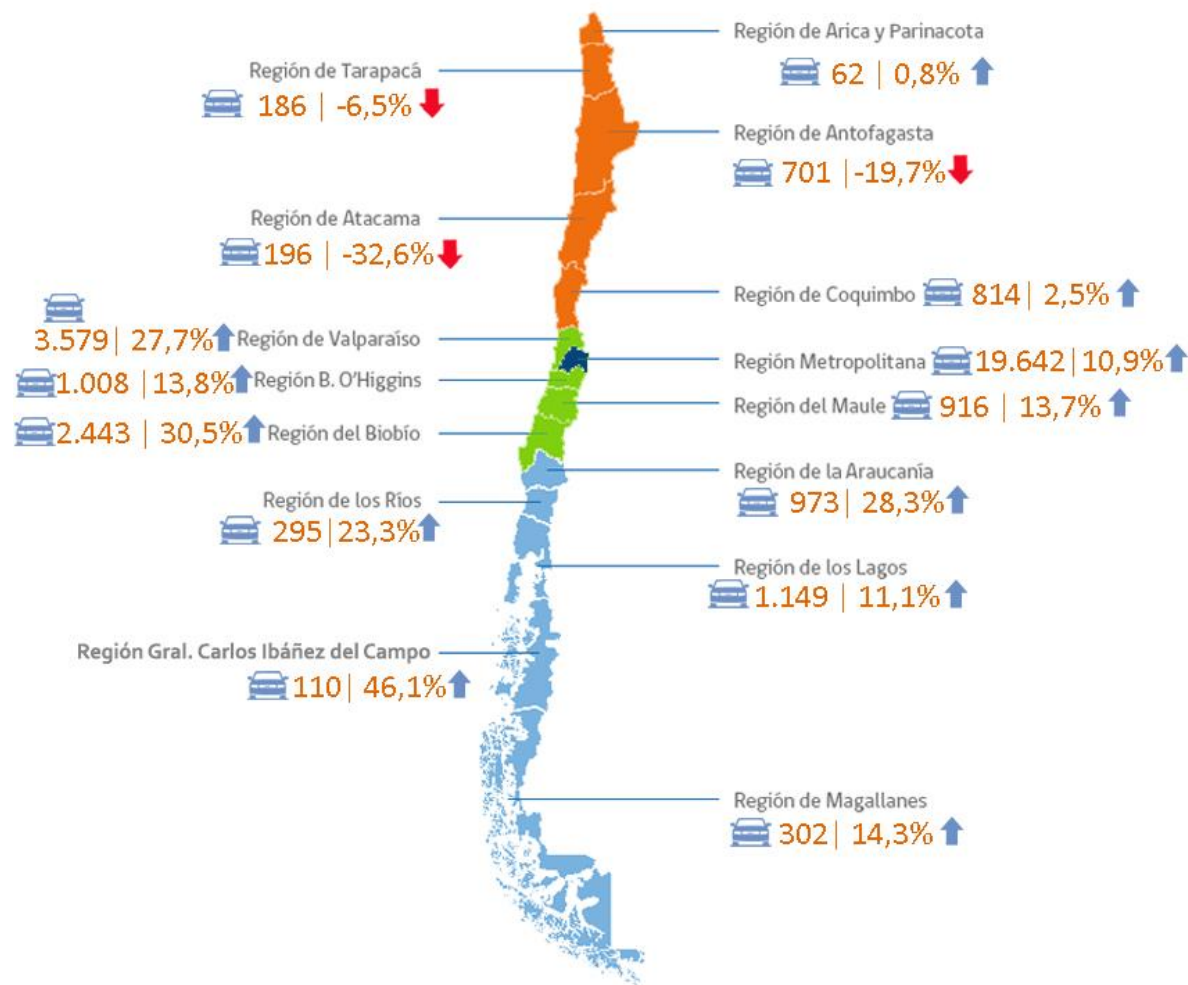 Región de Arica y Parinacota
62 | 0,8%
Región de Tarapacá
186 | -6,5%
Región de Antofagasta
701 | -19,7%
Región de Atacama
196 | -32,6%
Región de Coquimbo 814 | 2,5%
3.579 | 27,7% Región de Valparaíso
Región Metropolitana 19.642 | 10,9%
1.008 | 13,8% Región B. O'Higgins
Región del Maule 916 | 13,7%
2.443 | 30,5% Región del Biobío
Región de la Araucanía
973 | 28,3%
Región de los Ríos
295 | 23,3%
Región de los Lagos
1.149 | 11,1%
Región Gral. Carlos Ibáñez del Campo
110 | 46,1%
Región de Magallanes
302 | 14,3%